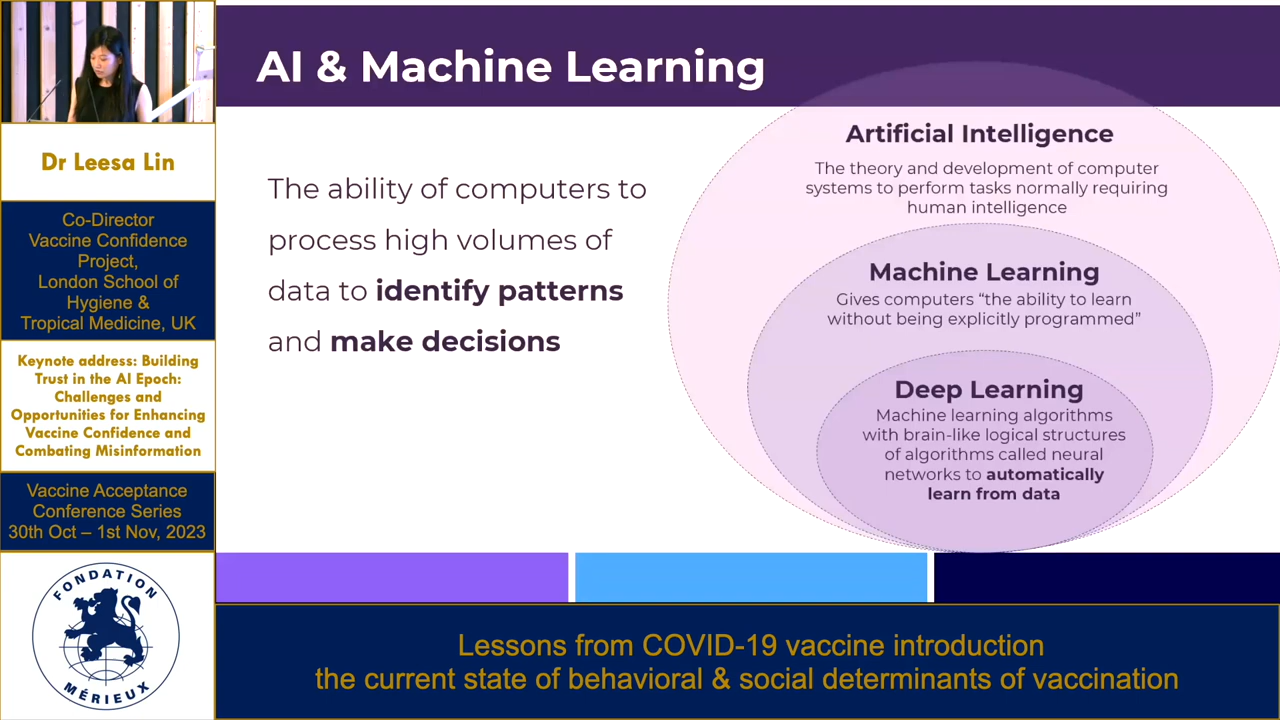 AI & Machine Learning
Dr Leesa Lin
Co-Director
Vaccine Confidence
Project,
London School of
Hygiene &
Tropical Medicine, UK
Keynote address: Building
Trust in the AI Epoch:
Challenges and
Opportunities for Enhancing
Vaccine Confidence and
Combating Misinformation
Vaccine Acceptance
Conference Series
30th Oct – 1st Nov, 2023
FONDATION
MÉRIEUX
The ability of computers to
process high volumes of
data to identify patterns
and make decisions
Artificial Intelligence
The theory and development of computer
systems to perform tasks normally requiring
human intelligence
Machine Learning
Gives computers “the ability to learn
without being explicitly programmed”
Deep Learning
Machine learning algorithms
with brain-like logical structures
of algorithms called neural
networks to automatically
learn from data
Lessons from COVID-19 vaccine introduction
the current state of behavioral & social determinants of vaccination